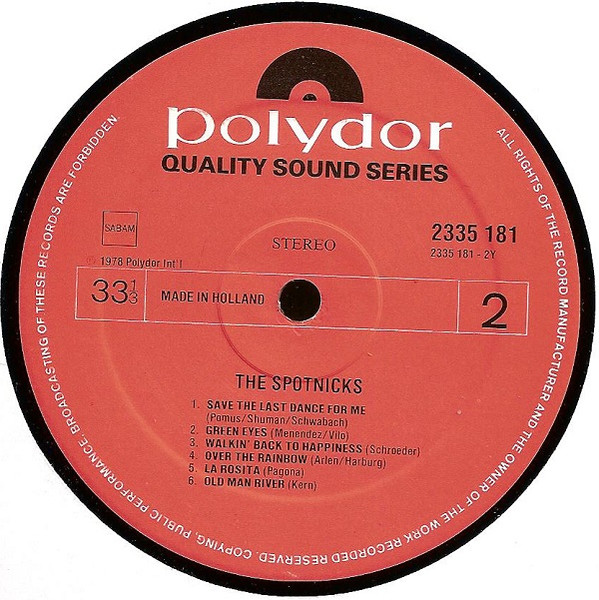 polydor
QUALITY SOUND SERIES
SABAM
STEREO
2335 181
2335 181 - 2Y
℗ 1978 Polydor Int'l
33 1/3
MADE IN HOLLAND
2
THE SPOTNICKS
1. SAVE THE LAST DANCE FOR ME
(Pomus/Shuman/Schwabach)
2. GREEN EYES (Menendez/Vilo)
3. WALKIN' BACK TO HAPPINESS (Schroeder)
4. OVER THE RAINBOW (Arlen/Harburg)
5. LA ROSITA (Pagona)
6. OLD MAN RIVER (Kern)
ALL RIGHTS OF THE RECORD MANUFACTURER AND THE OWNER OF THE WORK RECORDED RESERVED. COPYING, PUBLIC PERFORMANCE, BROADCASTING OF THESE RECORDS ARE FORBIDDEN.